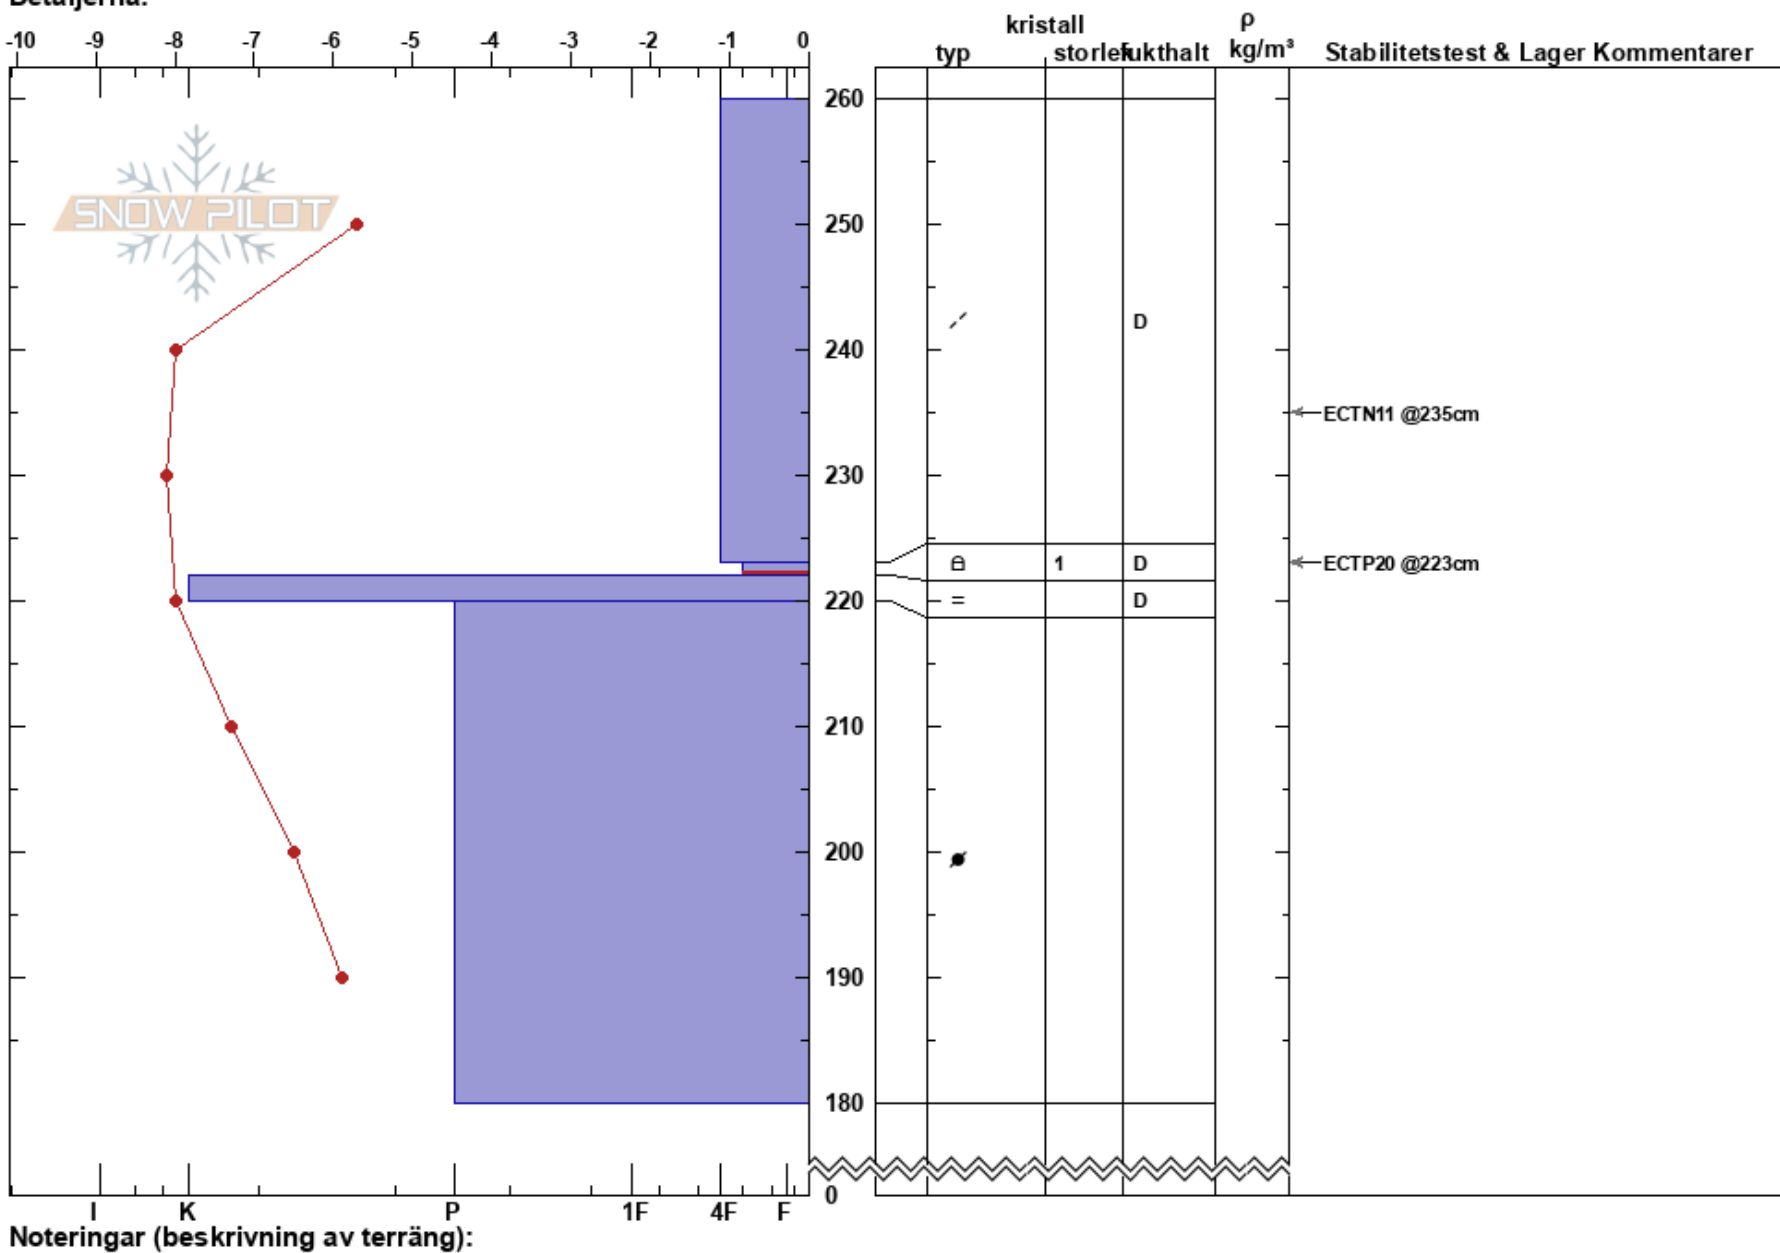 Detaljerna:
kristall ρ
-10 -9 -8 -7 -6 -5 -4 -3 -2 -1 0 typ storlek fukthalt kg/m³ Stabilitetstest & Lager Kommentarer
260
SNOW PILOT
250
D
240
ECTN11 @235cm
230
1 D ECTP20 @223cm
220 = D
210
200
190
180
0
I K P 1F 4F F
Noteringar (beskrivning av terräng):